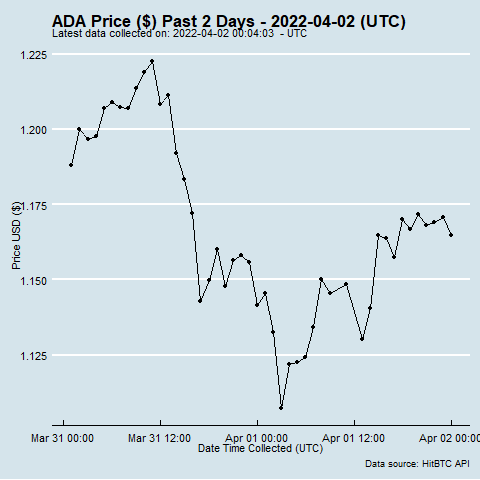 ADA Price ($) Past 2 Days - 2022-04-02 (UTC)
Latest data collected on: 2022-04-02 00:04:03 - UTC
1.225
1.200
1.175
1.150
1.125
Price USD ($)
Mar 31 00:00 Mar 31 12:00 Apr 01 00:00 Apr 01 12:00 Apr 02 00:00
Date Time Collected (UTC)
Data source: HitBTC API